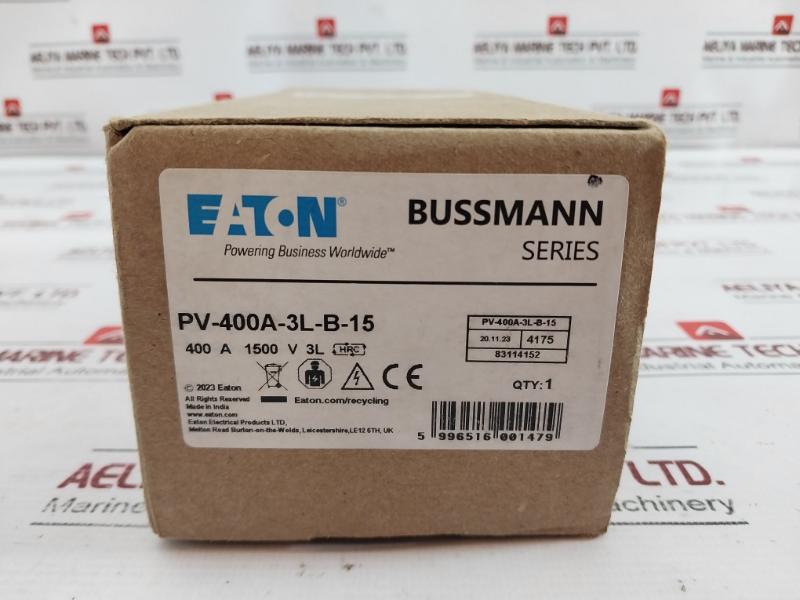 EATON®
Powering Business Worldwide™
BUSSMANN
SERIES
PV-400A-3L-B-15
400 A 1500 V 3L HRC
PV-400A-3L-B-15
20.11.23 4175
83114152
© 2023 Eaton
All Rights Reserved
Made in India
www.eaton.com
Eaton.com/recycling
CE
QTY:1
Eaton Electrical Products LTD,
Melton Road Burton-on-the-Wolds, Leicestershire,LE12 6TH, UK
5 996516 001479